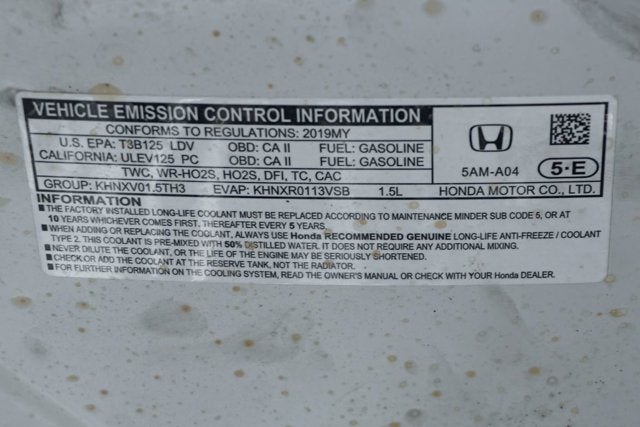 VEHICLE EMISSION CONTROL INFORMATION
CONFORMS TO REGULATIONS: 2019MY
U.S. EPA: T3B125 LDV OBD: CA II FUEL: GASOLINE
CALIFORNIA: ULEV125 PC OBD: CA II FUEL: GASOLINE
TWC, WR-HO2S, HO2S, DFI, TC, CAC
GROUP: KHNXV01.5TH3 EVAP: KHNXR0113VSB 1.5L
5AM-A04
5-E
HONDA MOTOR CO., LTD.
INFORMATION
■THE FACTORY INSTALLED LONG-LIFE COOLANT MUST BE REPLACED ACCORDING TO MAINTENANCE MINDER SUB CODE 5, OR AT
10 YEARS WHICHEVER COMES FIRST, THEREAFTER EVERY 5 YEARS.
■WHEN ADDING OR REPLACING THE COOLANT, ALWAYS USE Honda RECOMMENDED GENUINE LONG-LIFE ANTI-FREEZE / COOLANT
TYPE 2. THIS COOLANT IS PRE-MIXED WITH 50% DISTILLED WATER. IT DOES NOT REQUIRE ANY ADDITIONAL MIXING.
■NEVER DILUTE THE COOLANT, OR THE LIFE OF THE ENGINE MAY BE SERIOUSLY SHORTENED.
■CHECK OR ADD THE COOLANT AT THE RESERVE TANK, NOT THE RADIATOR.
■FOR FURTHER INFORMATION ON THE COOLING SYSTEM, READ THE OWNER'S MANUAL OR CHECK WITH YOUR Honda DEALER.